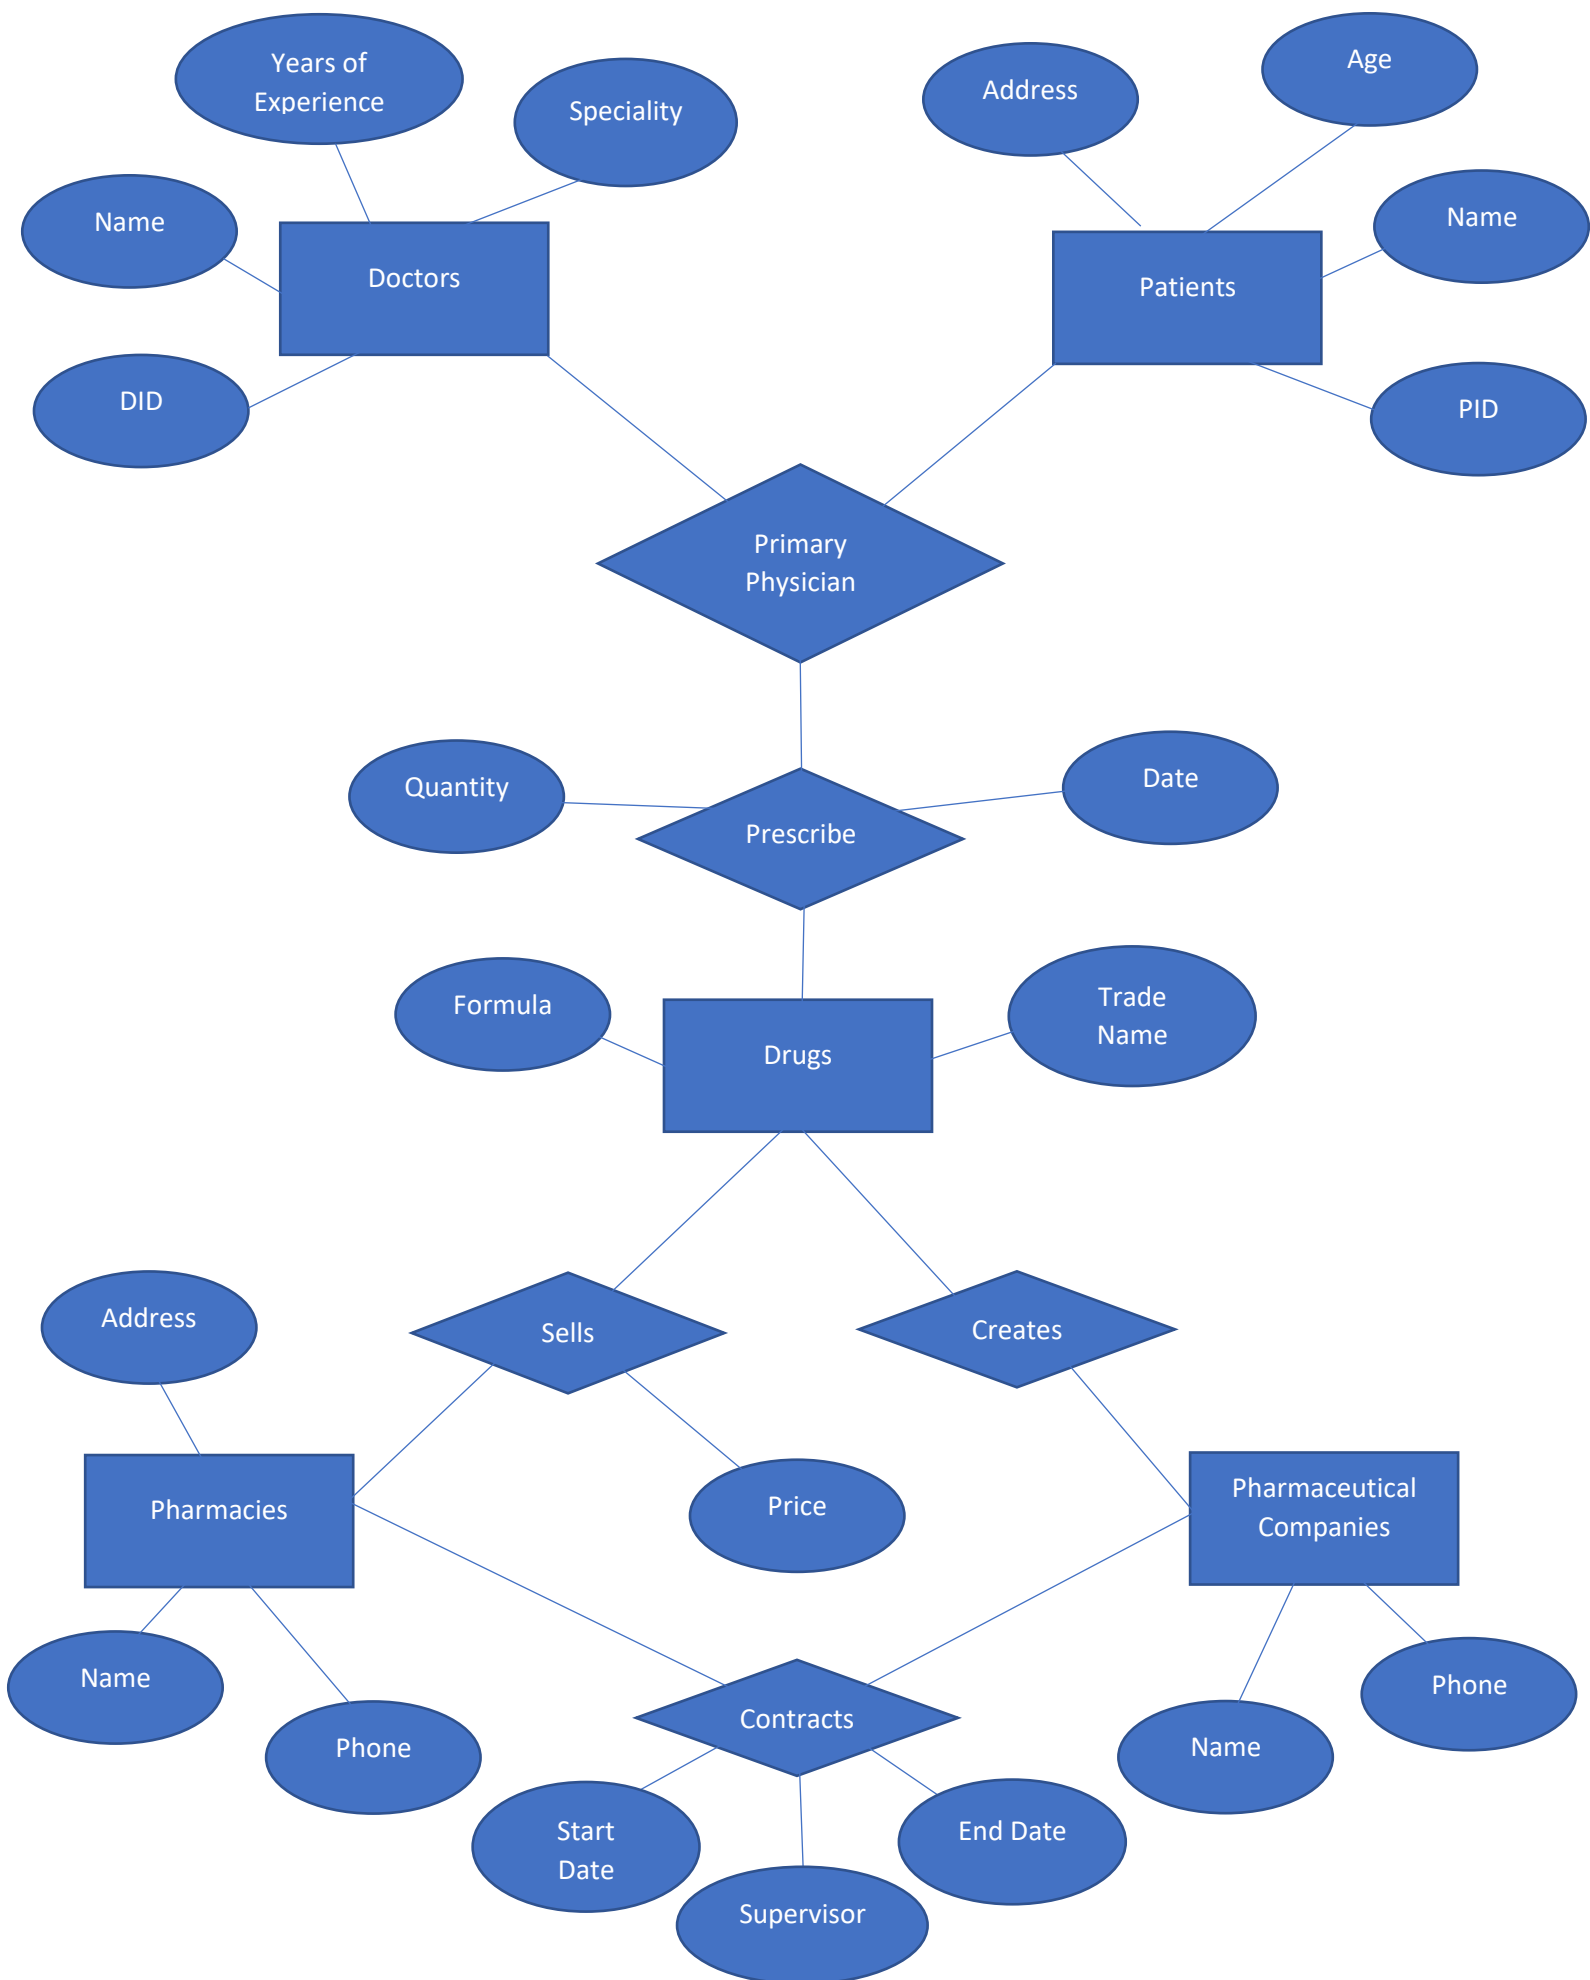 Years of
Experience
Speciality
Address
Age
Name
Name
Doctors
Patients
DID
PID
Primary
Physician
Quantity
Date
Prescribe
Formula
Trade
Name
Drugs
Address
Sells
Creates
Pharmacies
Price
Pharmaceutical
Companies
Name
Phone
Contracts
Name
Phone
Start
Date
End Date
Supervisor